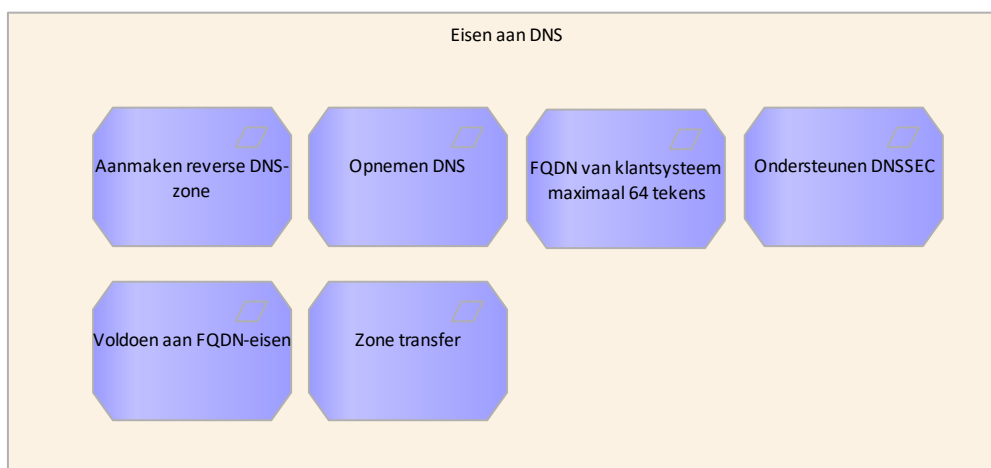 Eisen aan DNS
Aanmaken reverse DNS-
zone
Opnemen DNS
FQDN van klantsysteem
maximaal 64 tekens
Ondersteunen DNSSEC
Voldoen aan FQDN-eisen
Zone transfer